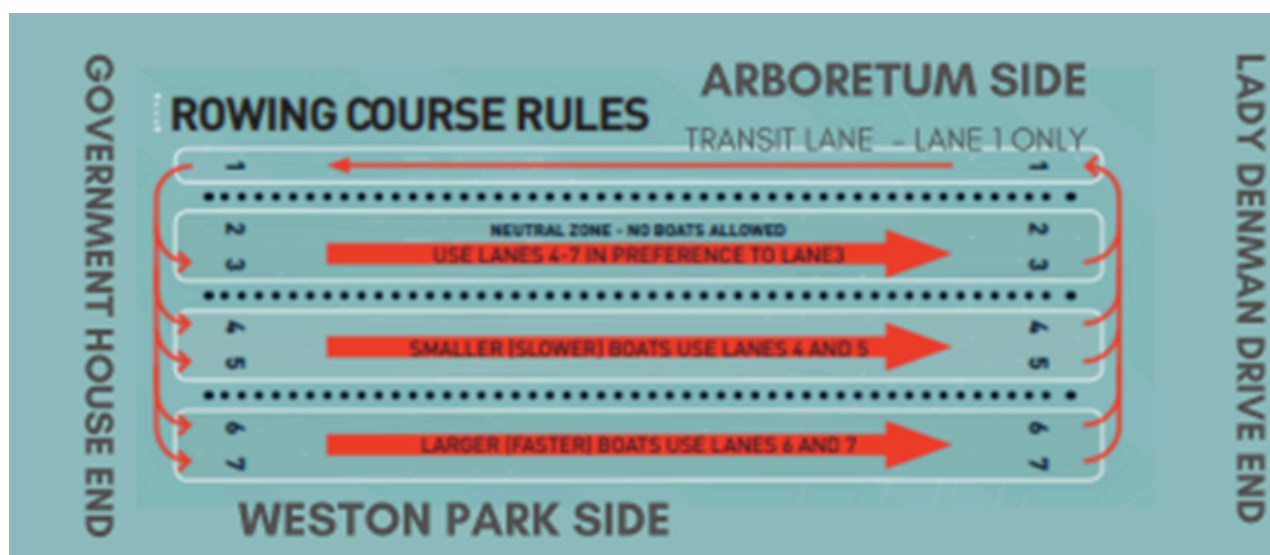 GOVERNMENT HOUSE END
ARBORETUM SIDE
ROWING COURSE RULES
TRANSIT LANE - LANE 1 ONLY
1 1
2 NEUTRAL ZONE - NO BOATS ALLOWED 2
3 USE LANES 4-7 IN PREFERENCE TO LANE3 3
4 4
SMALLER (SLOWER) BOATS USE LANES 4 AND 5
5 5
6 6
LARGER (FASTER) BOATS USE LANES 6 AND 7
7 7
WESTON PARK SIDE
LADY DENMAN DRIVE END